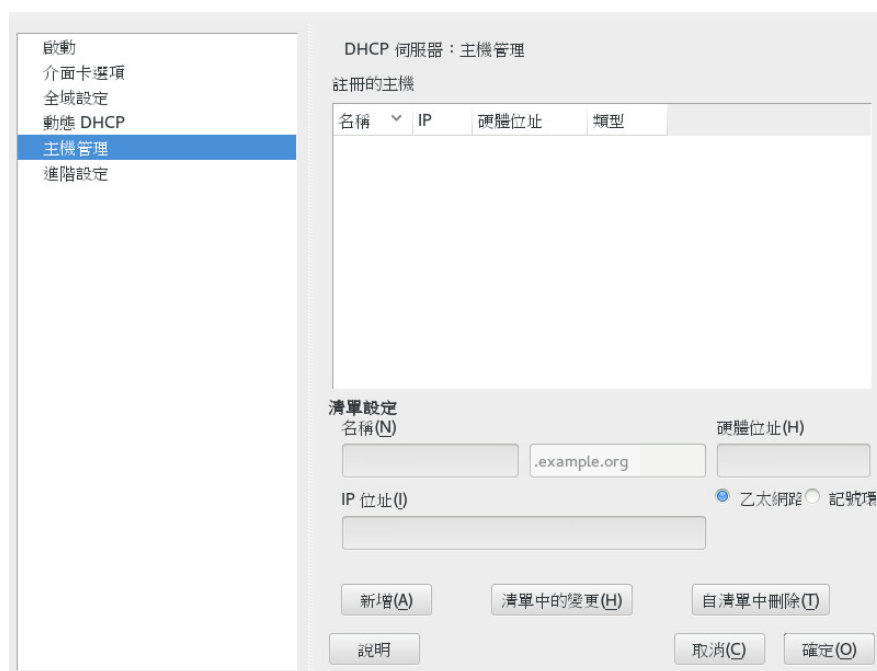 啟動
介面卡選項
全域設定
動態 DHCP
主機管理
進階設定
DHCP 伺服器：主機管理
註冊的主機
名稱 IP 硬體位址 類型
清單設定
名稱(N) 硬體位址(H)
.example.org
IP 位址(I) 乙太網路 記號環
新增(A) 清單中的變更(H) 自清單中刪除(T)
說明 取消(C) 確定(O)